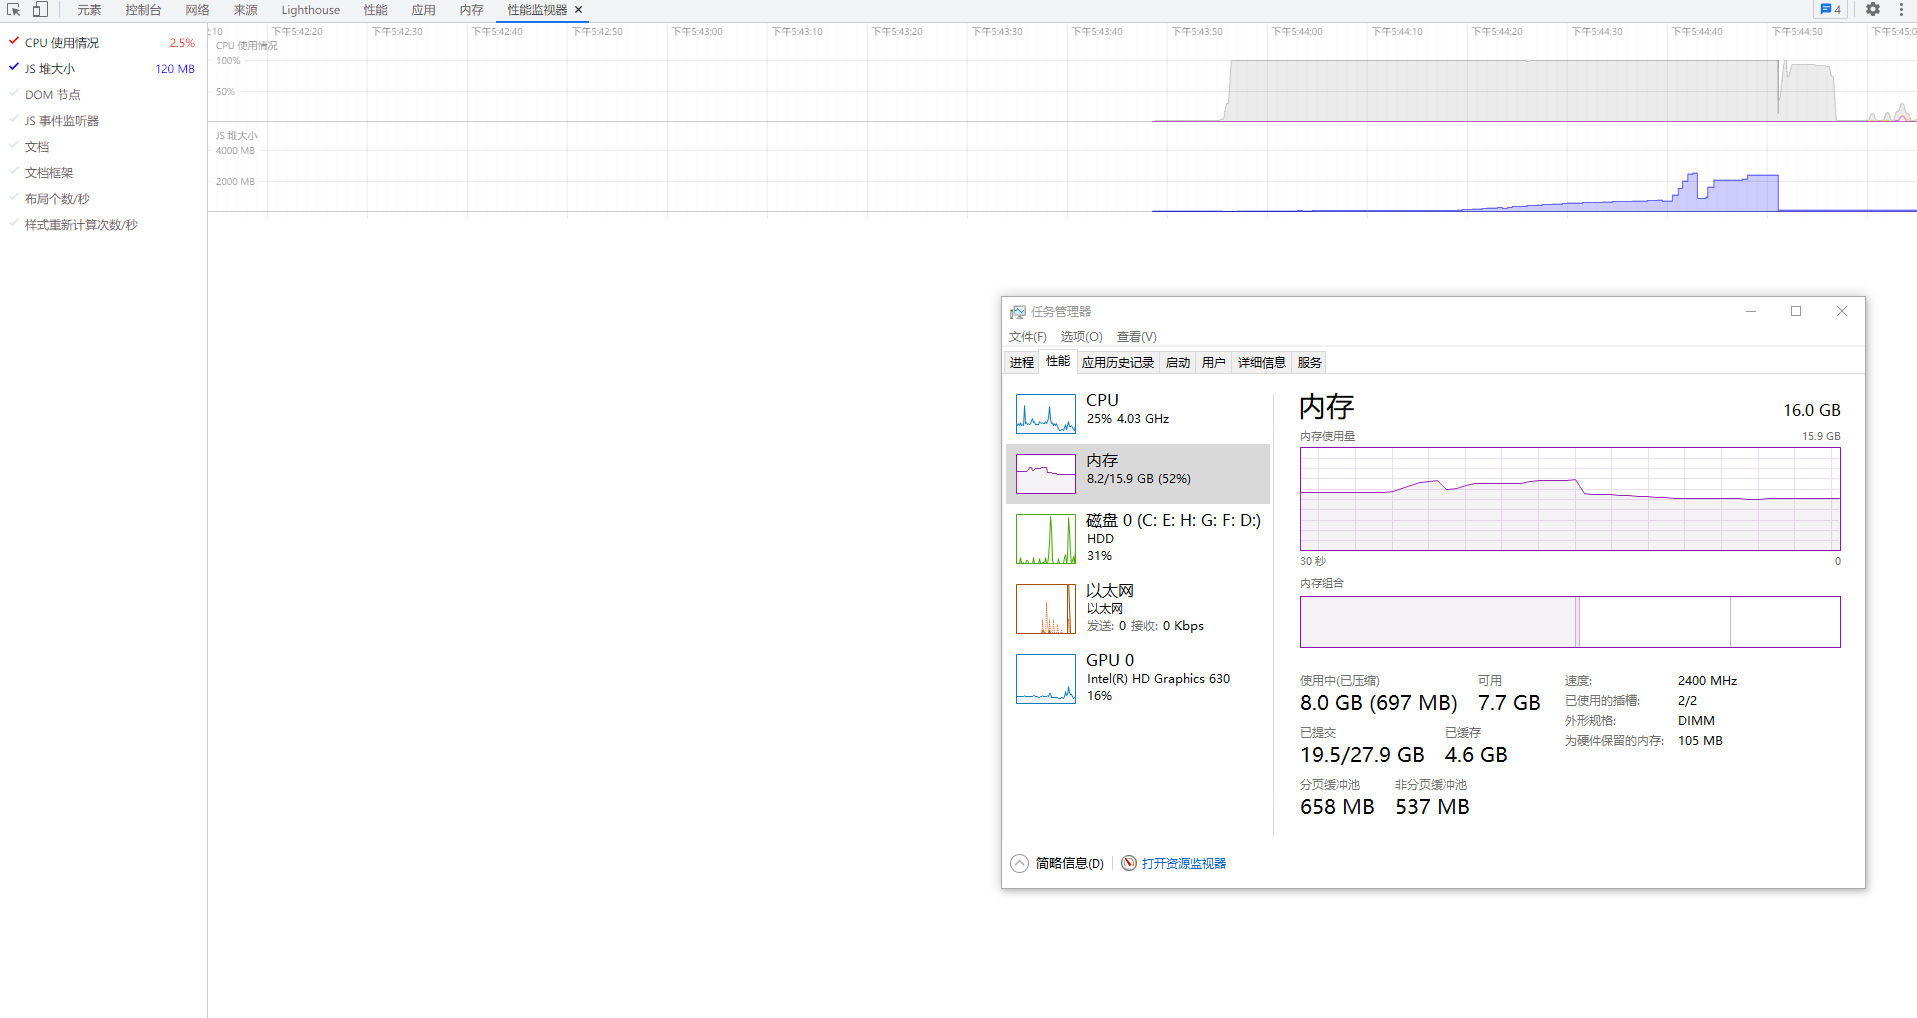 元素 控制台 网络 来源 Lighthouse 性能 应用 内存 性能监视器 × 4
CPU 使用情况 2.5%
JS 堆大小 120 MB
DOM 节点
JS 事件监听器
文档
文档框架
布局个数/秒
样式重新计算次数/秒
2:10 下午5:42:20 下午5:42:30 下午5:42:40 下午5:42:50 下午5:43:00 下午5:43:10 下午5:43:20 下午5:43:30 下午5:43:40 下午5:43:50 下午5:44:00 下午5:44:10 下午5:44:20 下午5:44:30 下午5:44:40 下午5:44:50 下午5:45:0
CPU 使用情况
100%
50%
JS 堆大小
4000 MB
2000 MB
任务管理器
文件(F) 选项(O) 查看(V)
进程 性能 应用历史记录 启动 用户 详细信息 服务
CPU
25% 4.03 GHz
内存
8.2/15.9 GB (52%)
磁盘 0 (C: E: H: G: F: D:)
HDD
31%
以太网
以太网
发送: 0 接收: 0 Kbps
GPU 0
Intel(R) HD Graphics 630
16%
内存 16.0 GB
内存使用量 15.9 GB
30 秒 0
内存组合
使用中(已压缩) 可用
8.0 GB (697 MB) 7.7 GB
已提交 已缓存
19.5/27.9 GB 4.6 GB
分页缓冲池 非分页缓冲池
658 MB 537 MB
速度: 2400 MHz
已使用的插槽: 2/2
外形规格: DIMM
为硬件保留的内存: 105 MB
简略信息(D) 打开资源监视器